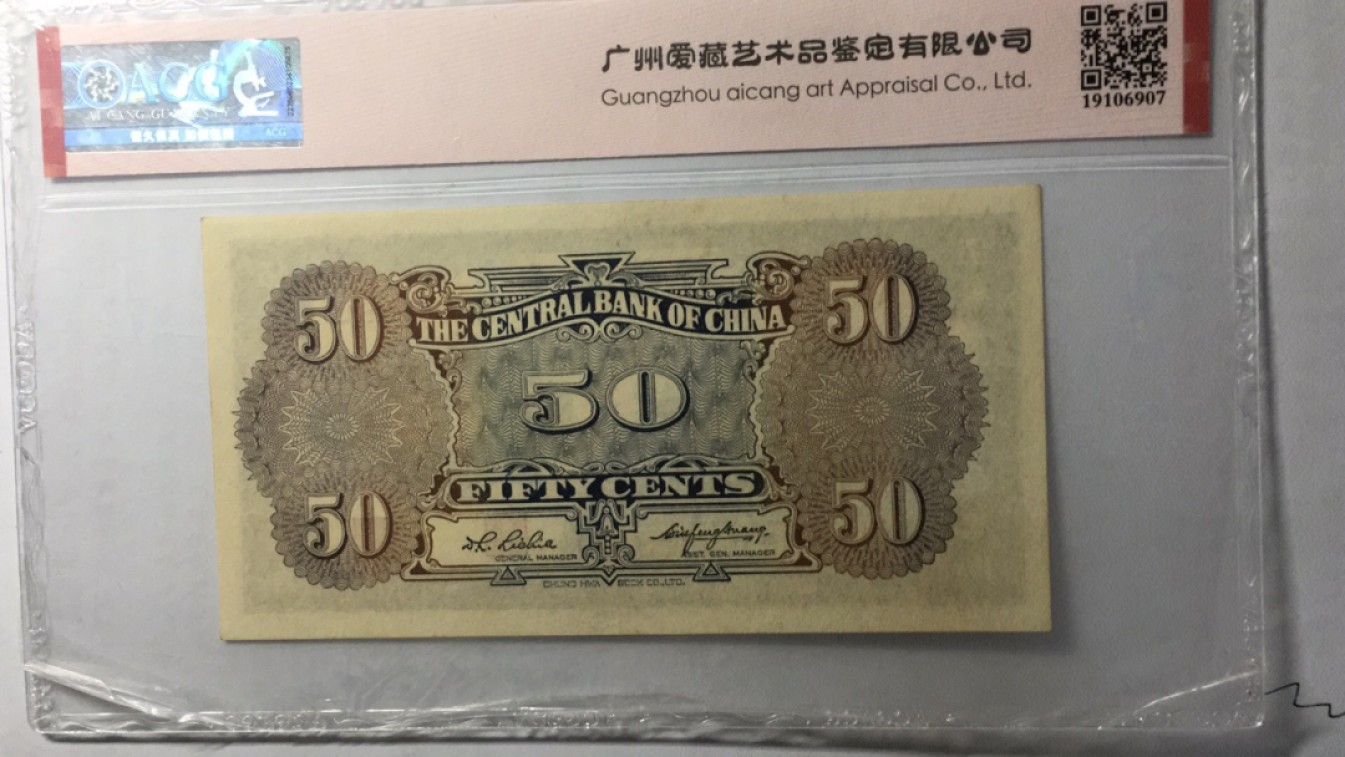 ACG
广州爱藏艺术品鉴定有限公司
Guangzhou aicang art Appraisal Co., Ltd.
19106907
ACG
50
50
THE CENTRAL BANK OF CHINA
50
FIFTY CENTS
50
50
GENERAL MANAGER
ASST. GEN. MANAGER
CHUNG HWA BOOK CO., LTD.